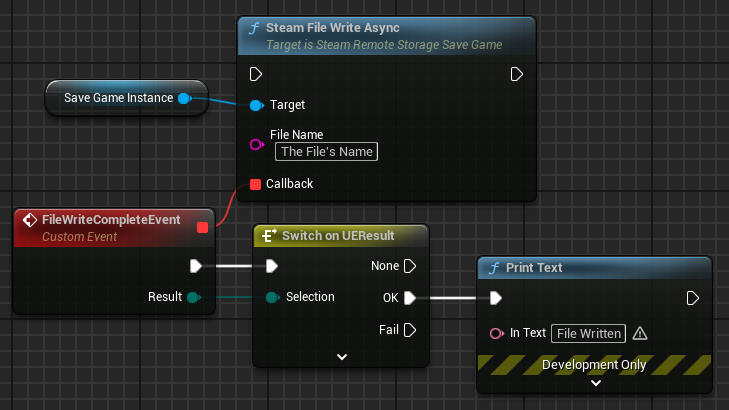 Steam File Write Async
Target is Steam Remote Storage Save Game
Save Game Instance
Target
File Name
The File's Name
Callback
FileWriteCompleteEvent
Custom Event
Result
Switch on UEResult
None
Selection
OK
Fail
Print Text
In Text File Written
Development Only